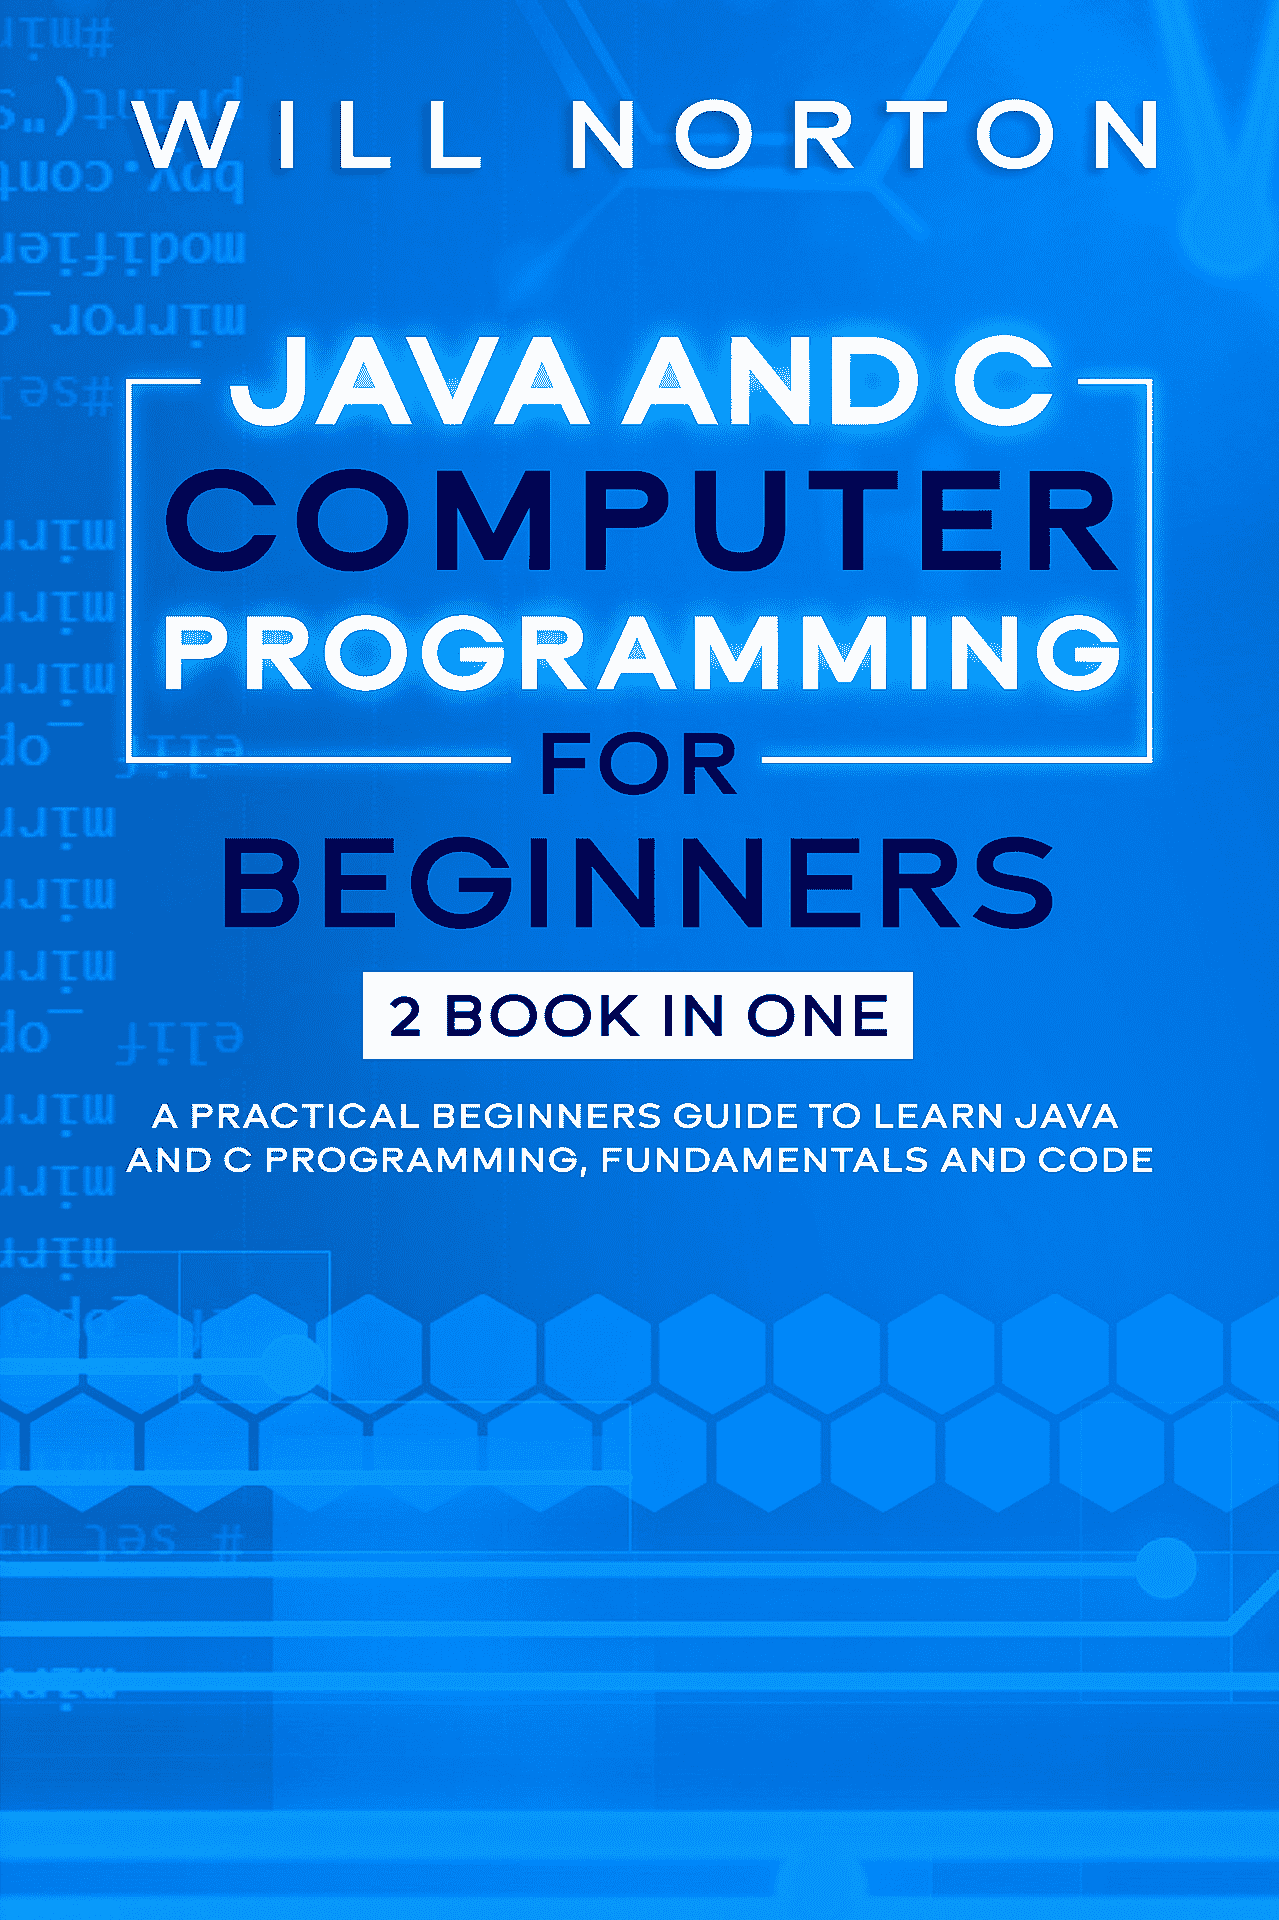 WILL NORTON
JAVA AND C
COMPUTER
PROGRAMMING
FOR
BEGINNERS
2 BOOK IN ONE
A PRACTICAL BEGINNERS GUIDE TO LEARN JAVA
AND C PROGRAMMING, FUNDAMENTALS AND CODE